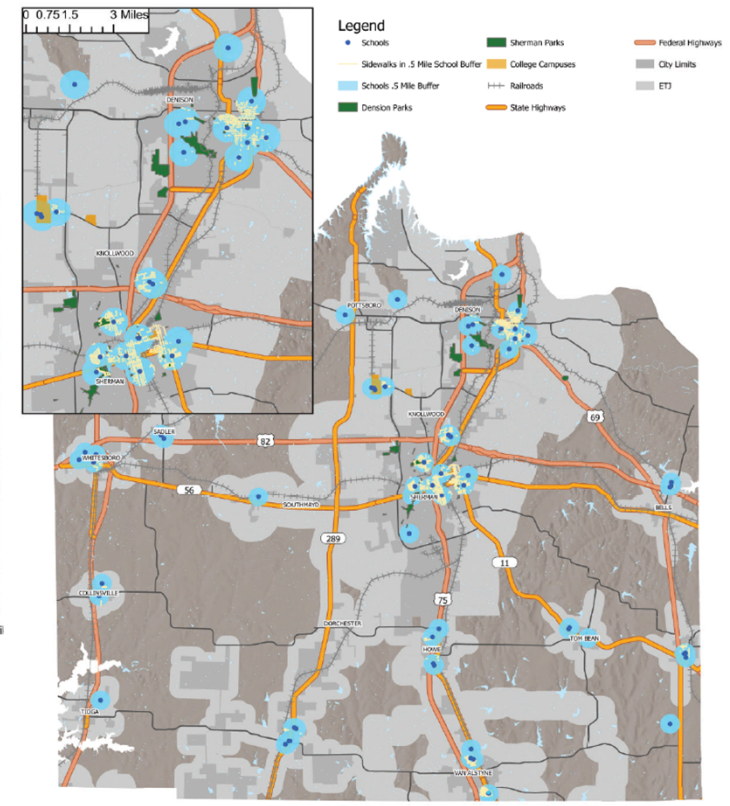 0 0.75 1.5 3 Miles
DENISON
KNOLLWOOD
SHERMAN
Legend
Schools
Sidewalks in .5 Mile School Buffer
Schools .5 Mile Buffer
Dension Parks
Sherman Parks
College Campuses
Railroads
State Highways
Federal Highways
City Limits
ETJ
POTTSBORO
DENISON
KNOLLWOOD
69
SADLER
82
WHITESBORO
56
SOUTHMAYD
SHERMAN
BELLS
289
11
COLLINSVILLE
75
DORCHESTER
TOM BEAN
HOWE
TIOGA
VAN ALSTYNE